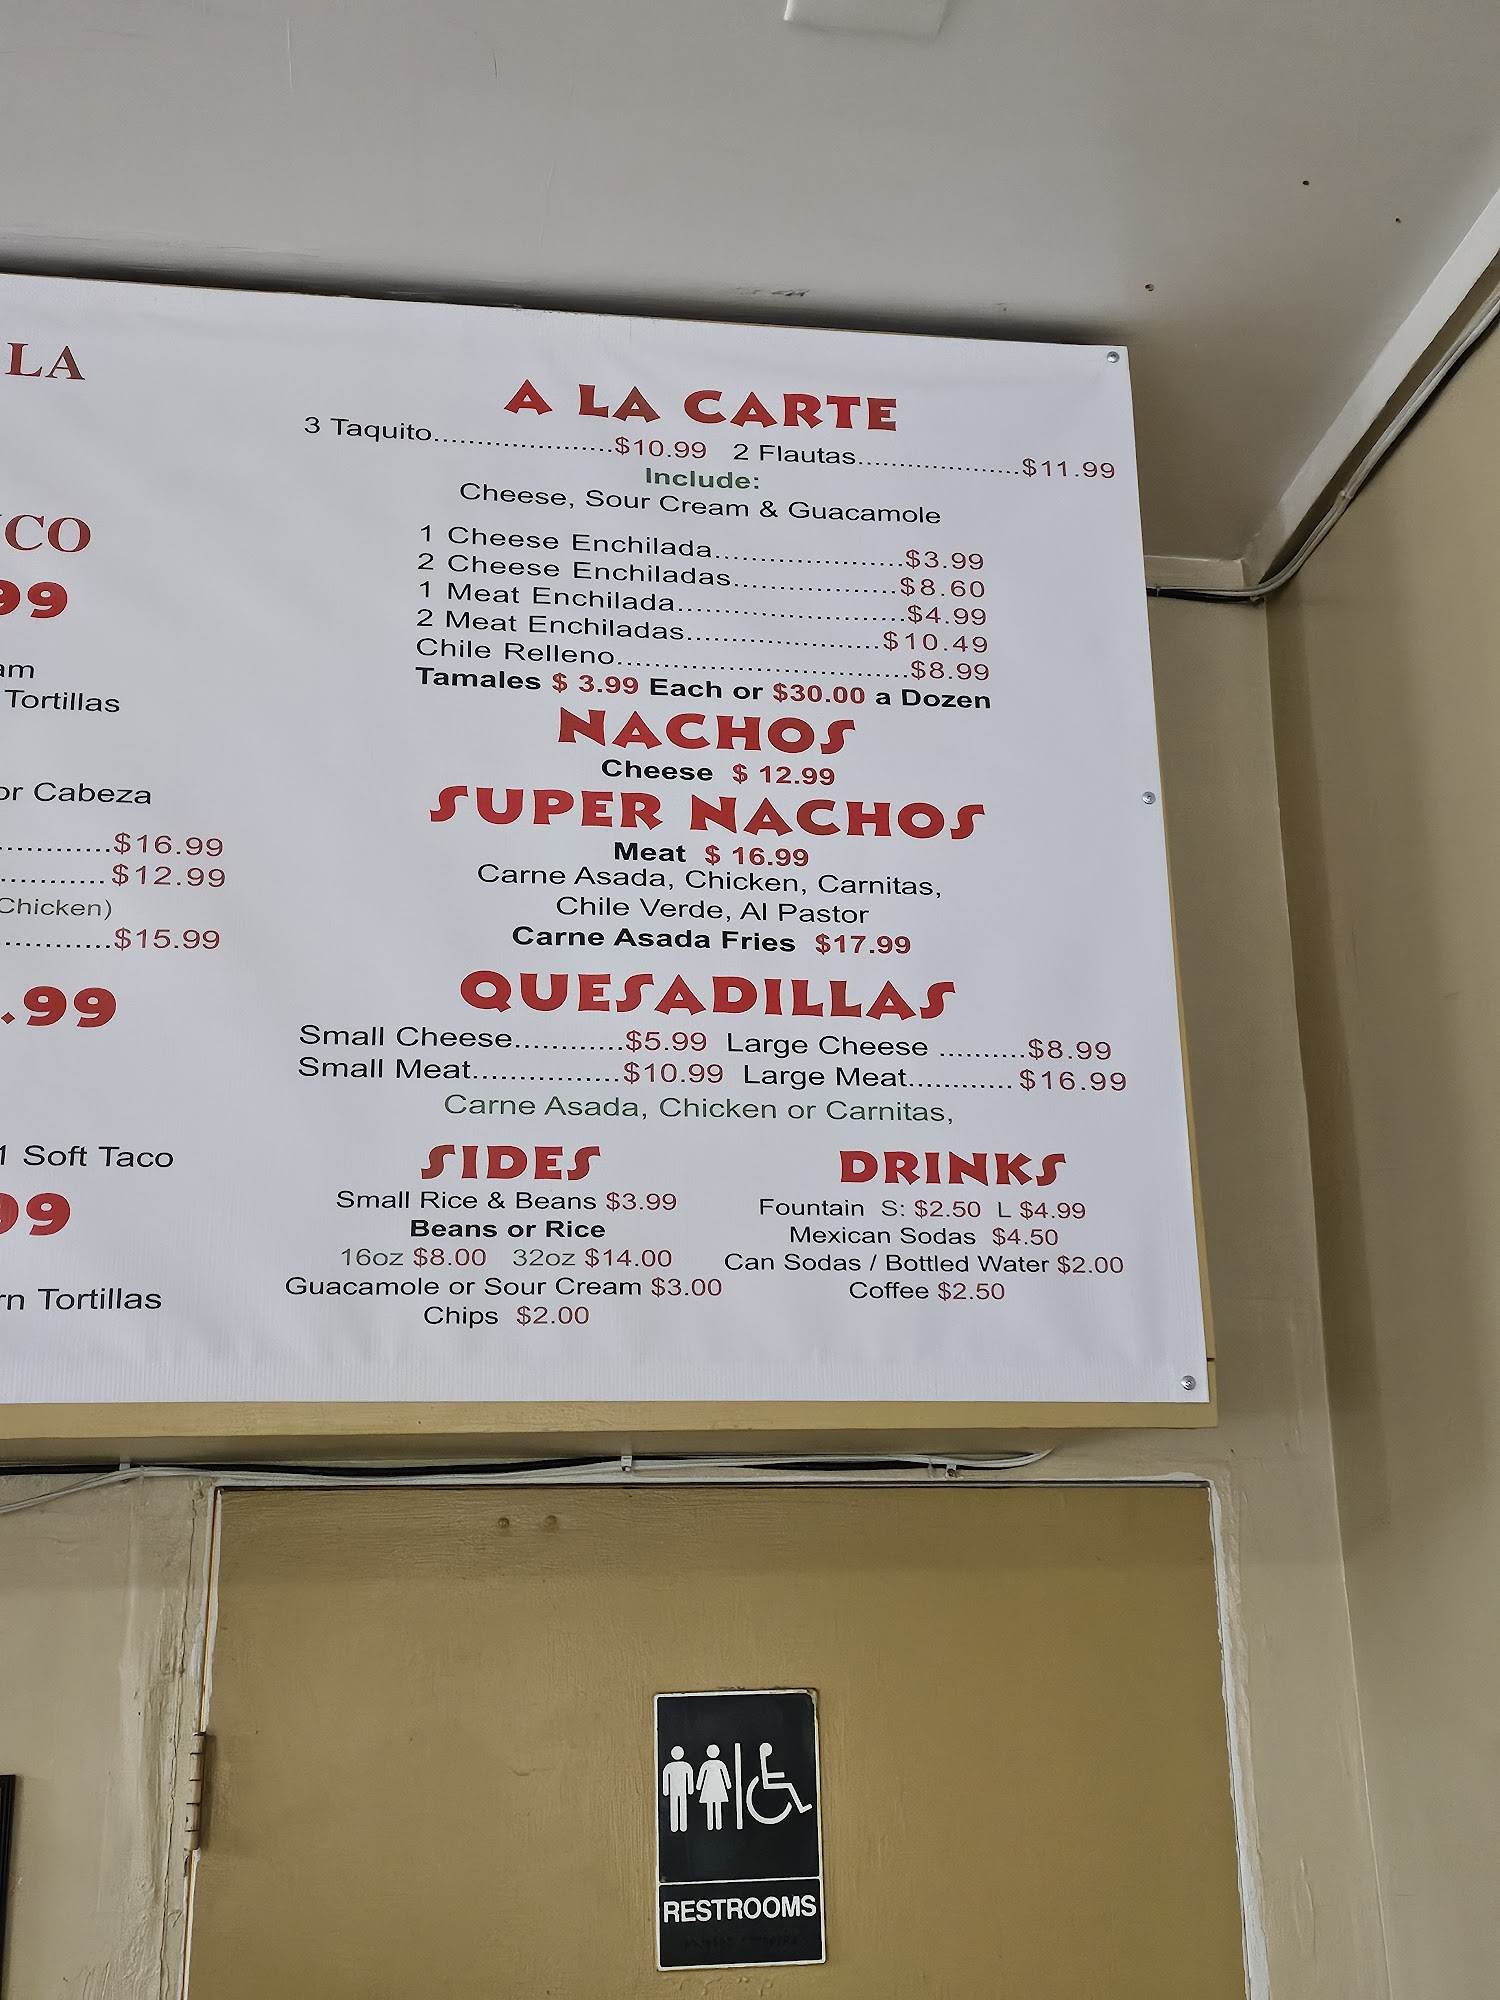 LA
CO
99
am
Tortillas
or Cabeza
............$16.99
............$12.99
Chicken)
............$15.99
.99
1 Soft Taco
99
rn Tortillas
A LA CARTE
3 Taquito.....................$10.99 2 Flautas...................$11.99
Include:
Cheese, Sour Cream & Guacamole
1 Cheese Enchilada......................$3.99
2 Cheese Enchiladas...................$8.60
1 Meat Enchilada...........................$4.99
2 Meat Enchiladas.......................$10.49
Chile Relleno..................................$8.99
Tamales $ 3.99 Each or $30.00 a Dozen
NACHOS
Cheese $ 12.99
SUPER NACHOS
Meat $ 16.99
Carne Asada, Chicken, Carnitas,
Chile Verde, Al Pastor
Carne Asada Fries $17.99
QUESADILLAS
Small Cheese............$5.99 Large Cheese ..........$8.99
Small Meat................$10.99 Large Meat............$16.99
Carne Asada, Chicken or Carnitas,
SIDES
Small Rice & Beans $3.99
Beans or Rice
16oz $8.00 32oz $14.00
Guacamole or Sour Cream $3.00
Chips $2.00
DRINKS
Fountain S: $2.50 L $4.99
Mexican Sodas $4.50
Can Sodas / Bottled Water $2.00
Coffee $2.50
RESTROOMS